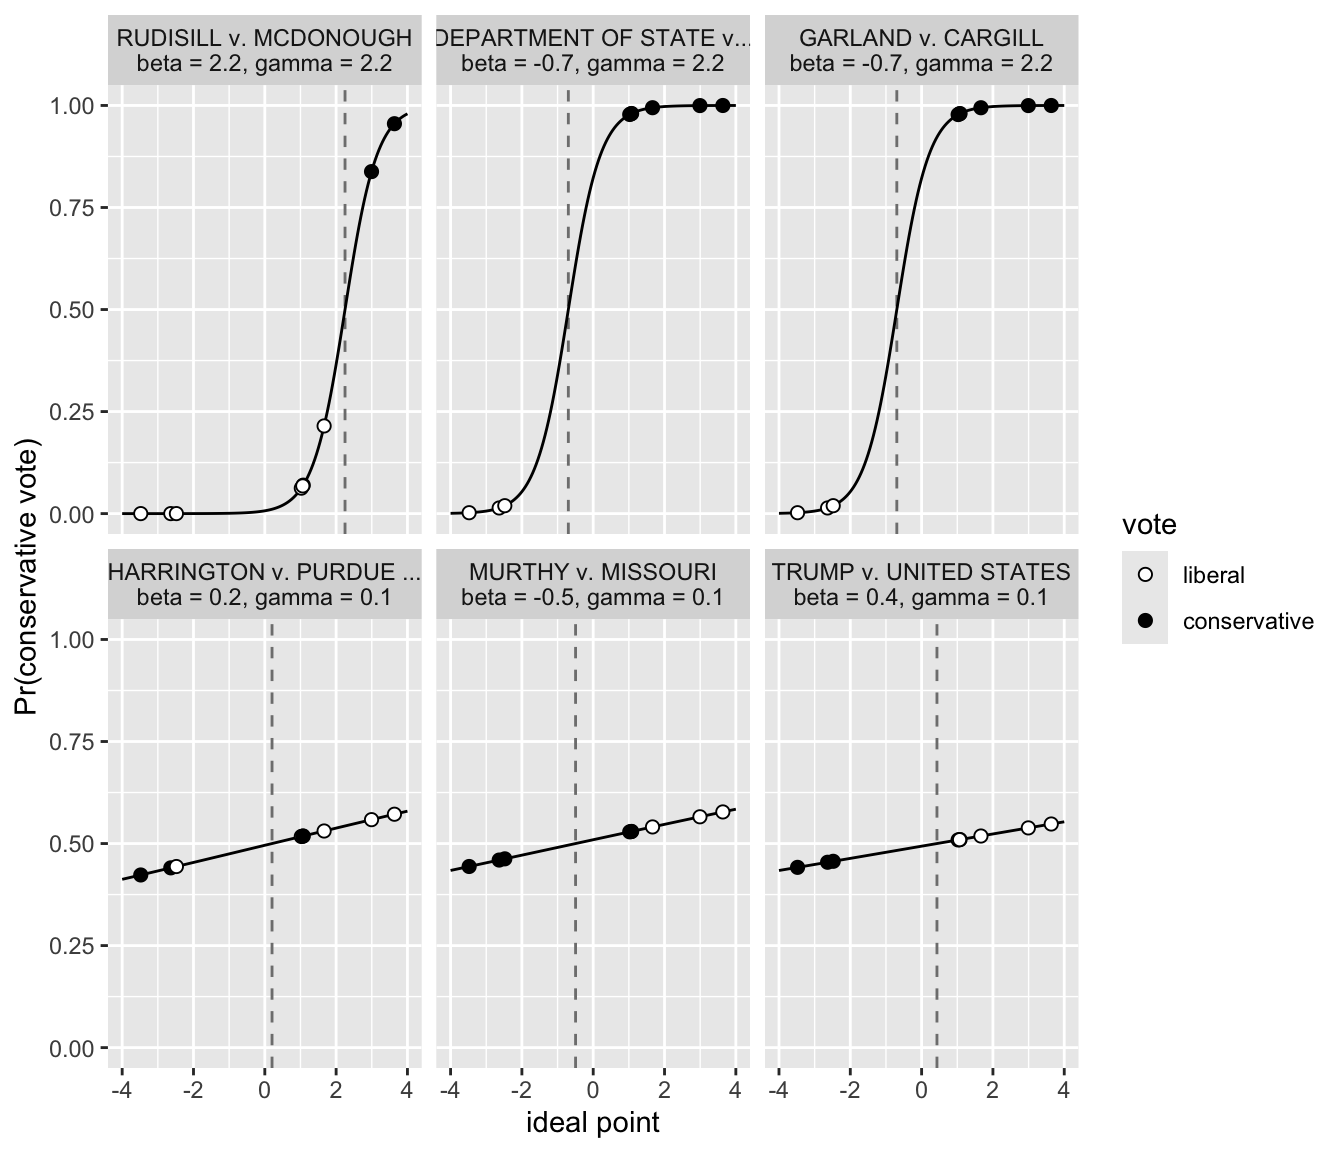 RUDISILL v. MCDONOUGH
beta = 2.2, gamma = 2.2
DEPARTMENT OF STATE v...
beta = -0.7, gamma = 2.2
GARLAND v. CARGILL
beta = -0.7, gamma = 2.2
1.00
0.75
0.50
0.25
0.00
HARRINGTON v. PURDUE ...
beta = 0.2, gamma = 0.1
MURTHY v. MISSOURI
beta = -0.5, gamma = 0.1
TRUMP v. UNITED STATES
beta = 0.4, gamma = 0.1
1.00
0.75
0.50
0.25
0.00
-4 -2 0 2 4
-4 -2 0 2 4
-4 -2 0 2 4
ideal point
Pr(conservative vote)
vote
liberal
conservative